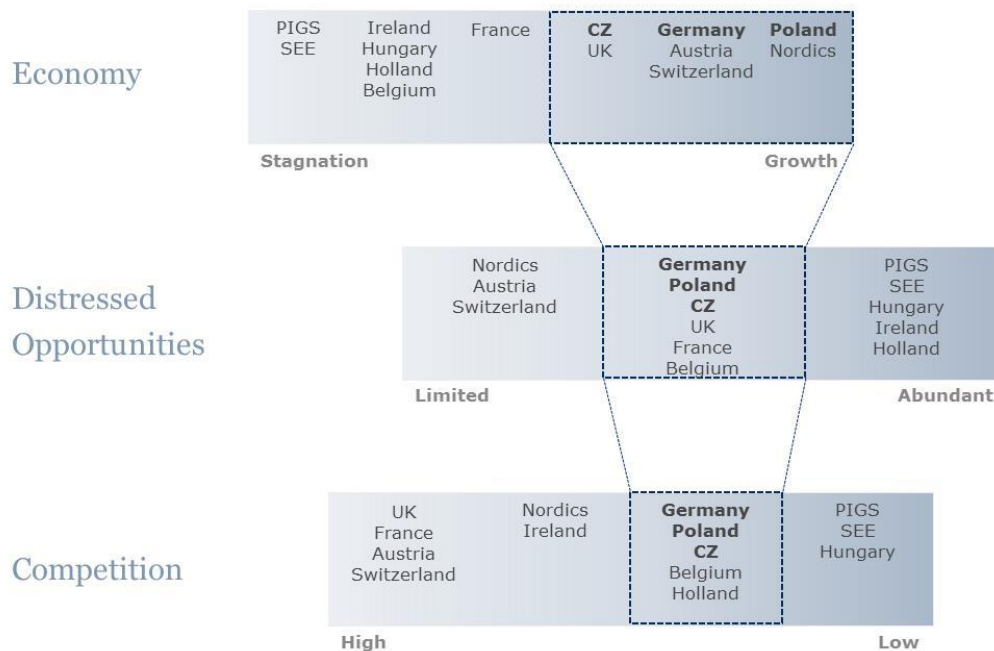 Economy
PIGS
SEE
Ireland
Hungary
Holland
Belgium
France
CZ
UK
Germany
Austria
Switzerland
Poland
Nordics
Stagnation
Growth
Distressed
Opportunities
Nordics
Austria
Switzerland
Germany
Poland
CZ
UK
France
Belgium
PIGS
SEE
Hungary
Ireland
Holland
Limited
Abundant
Competition
UK
France
Austria
Switzerland
Nordics
Ireland
Germany
Poland
CZ
Belgium
Holland
PIGS
SEE
Hungary
High
Low